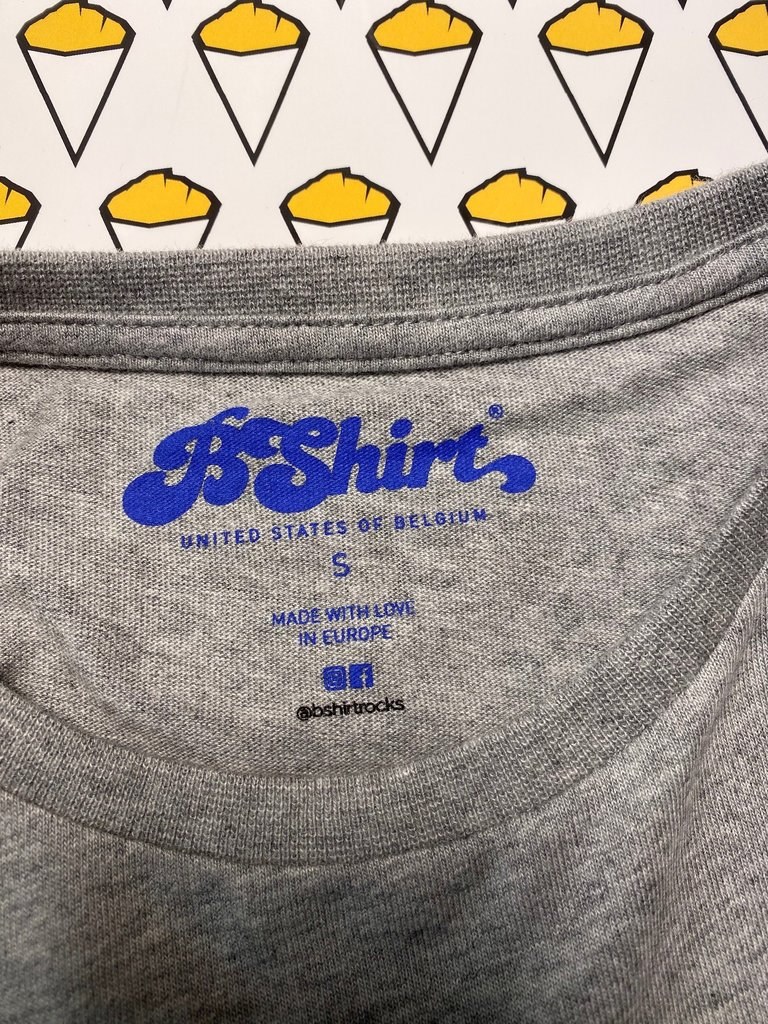 BShirt®
UNITED STATES OF BELGIUM
S
MADE WITH LOVE
IN EUROPE
@bshirtrocks